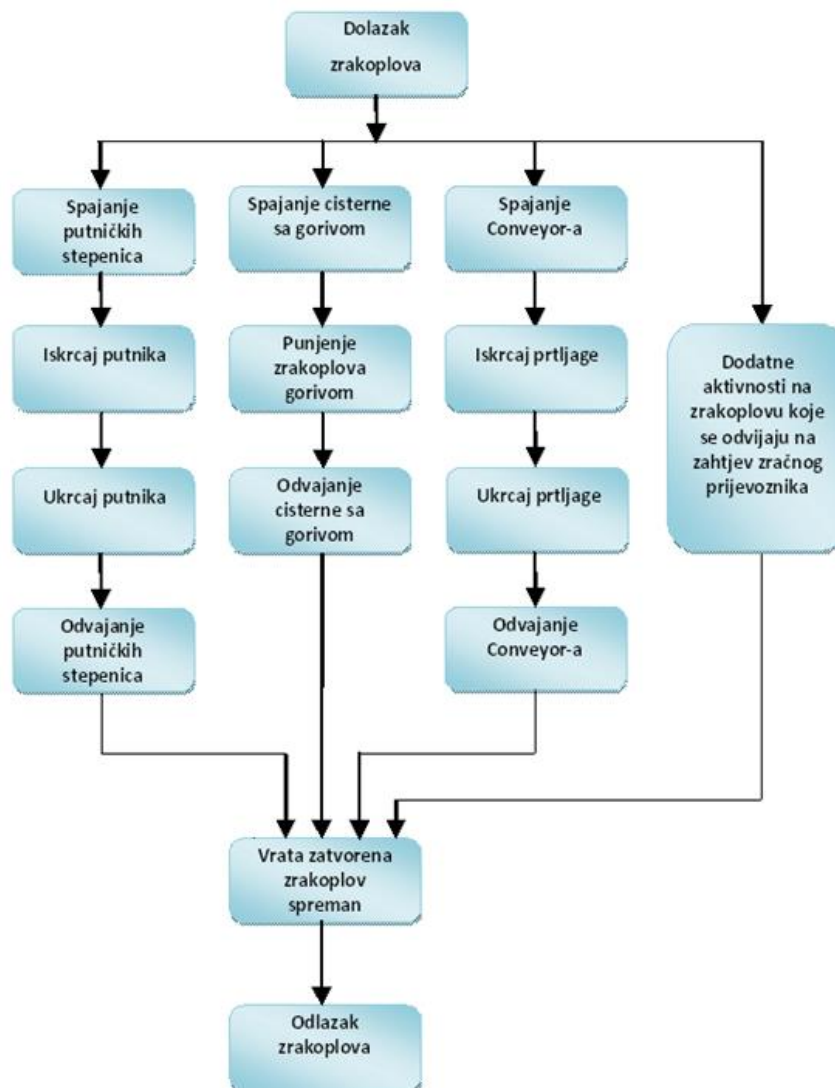 Dolazak
zrakoplova
Spajanje
putničkih
stepenica
Spajanje cisterne
sa gorivom
Spajanje
Conveyor-a
Iskrcaj putnika
Punjenje
zrakoplova
gorivom
Iskrcaj prtljage
Dodatne
aktivnosti na
zrakoplovu koje
se odvijaju na
zahtjev zračnog
prijevoznika
Ukrcaj putnika
Odvajanje
cisterne sa
gorivom
Ukrcaj prtljage
Odvajanje
putničkih
stepenica
Odvajanje
Conveyor-a
Vrata zatvorena
zrakoplov
spreman
Odlazak
zrakoplova